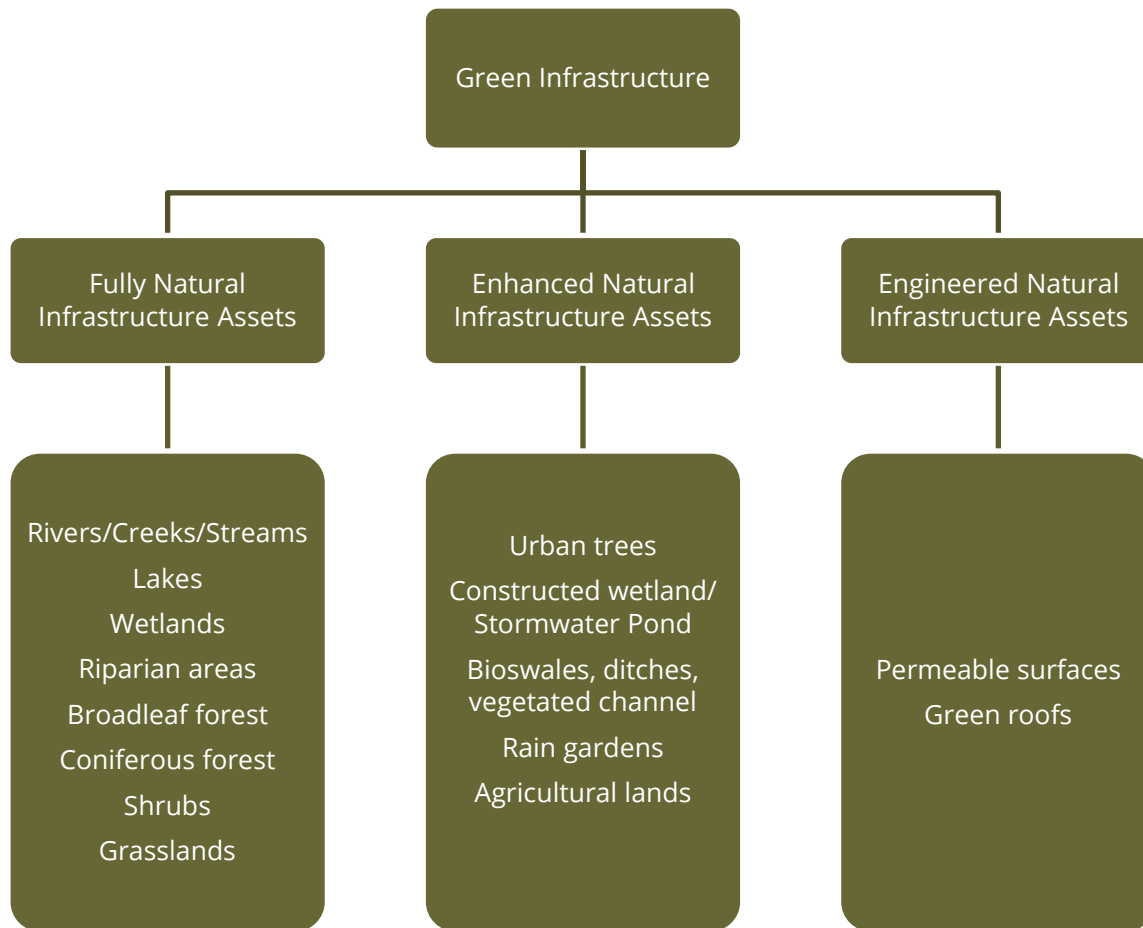 Green Infrastructure
Fully Natural
Infrastructure Assets
Enhanced Natural
Infrastructure Assets
Engineered Natural
Infrastructure Assets
Rivers/Creeks/Streams
Lakes
Wetlands
Riparian areas
Broadleaf forest
Coniferous forest
Shrubs
Grasslands
Urban trees
Constructed wetland/
Stormwater Pond
Bioswales, ditches,
vegetated channel
Rain gardens
Agricultural lands
Permeable surfaces
Green roofs